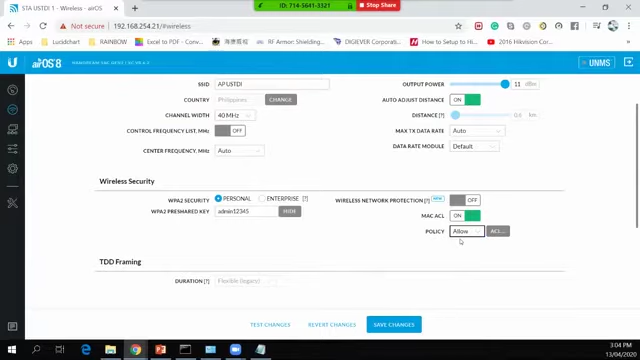 STA USTDI 1 - Wireless - airOS
ID: 714-5641-3321
Stop Share
Not secure | 192.168.254.21/#wireless
Apps
Lucidchart
RAINBOW
Excel to PDF - Conv...
RF Armor: Shielding...
DIGIEVER Corporatio...
How to Setup to Hi...
2016 Hikvision Cor...
airOS 8
UNMS
SSID
AP USTDI
OUTPUT POWER
11
dBm
COUNTRY
Philippines
CHANGE
AUTO ADJUST DISTANCE
ON
CHANNEL WIDTH
40 MHz
DISTANCE [?]
km
CONTROL FREQUENCY LIST, MHz
OFF
MAX TX DATA RATE
Auto
CENTER FREQUENCY, MHz
Auto
DATA RATE MODULE
Default
Wireless Security
WPA2 SECURITY
PERSONAL
ENTERPRISE
[?]
WIRELESS NETWORK PROTECTION [?]
NEW
OFF
WPA2 PRESHARED KEY
admin12345
HIDE
MAC ACL
ON
POLICY
Allow
ACL...
TDD Framing
DURATION [?]
Flexible (legacy)
TEST CHANGES
REVERT CHANGES
SAVE CHANGES
3:04 PM
13/04/2020